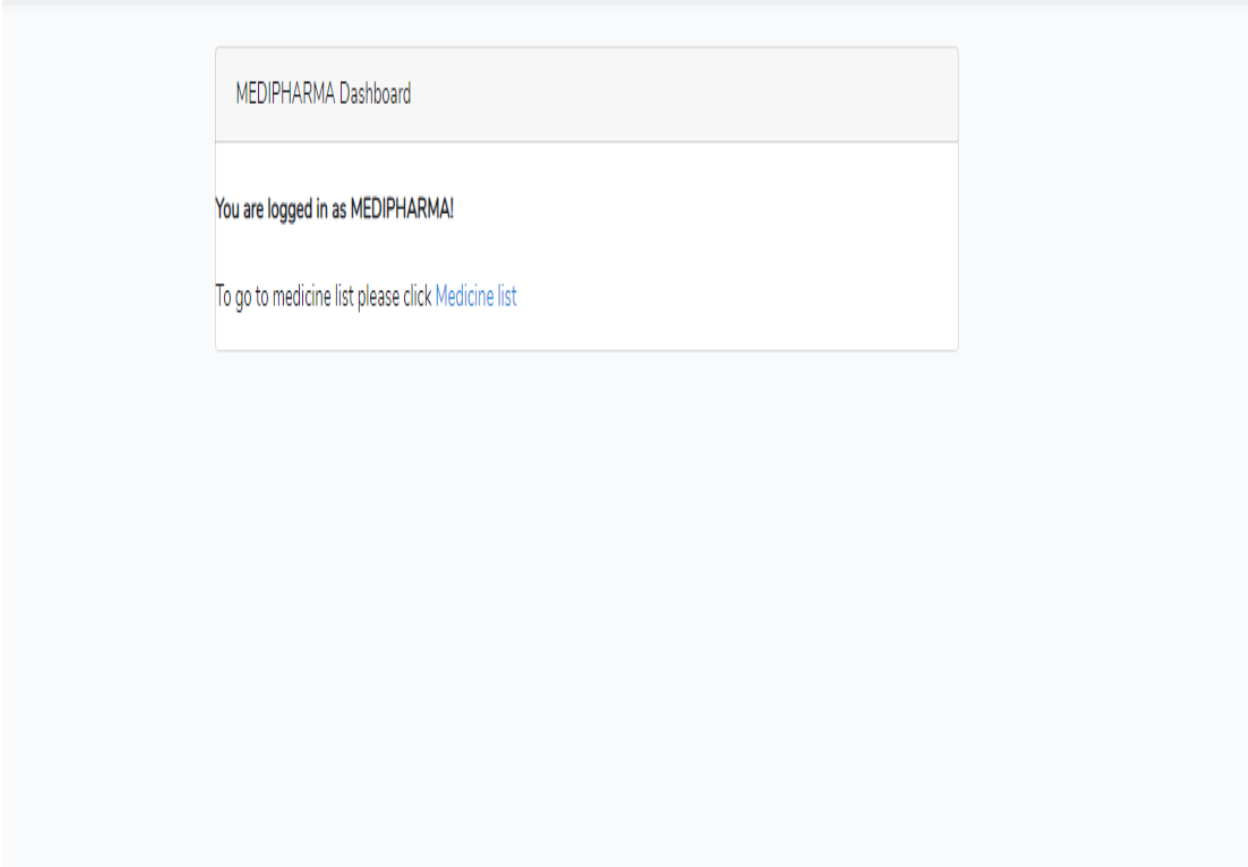 MEDIPHARMA Dashboard
You are logged in as MEDIPHARMA!
To go to medicine list please click Medicine list